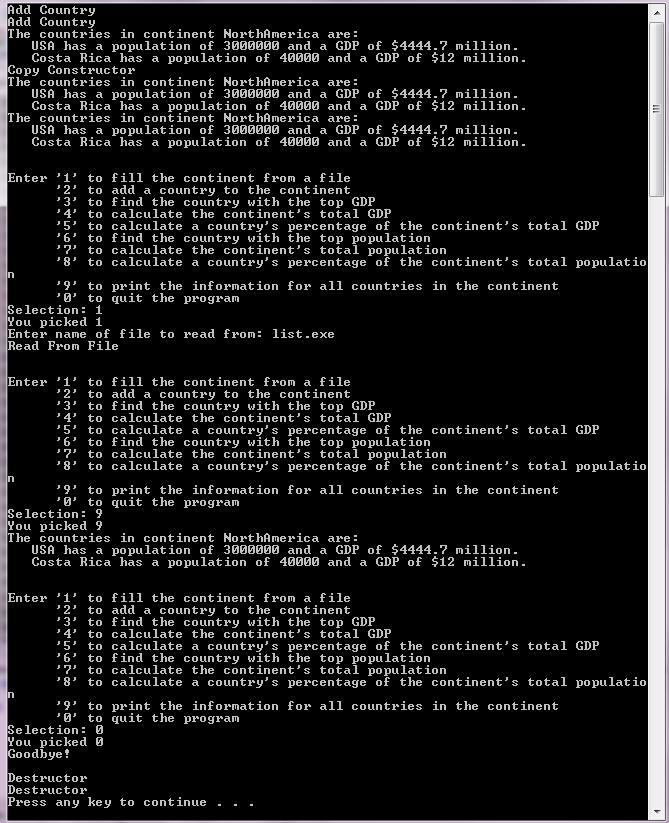 Add Country
Add Country
The countries in continent NorthAmerica are:
   USA has a population of 3000000 and a GDP of $4444.7 million.
   Costa Rica has a population of 40000 and a GDP of $12 million.
Copy Constructor
The countries in continent NorthAmerica are:
   USA has a population of 3000000 and a GDP of $4444.7 million.
   Costa Rica has a population of 40000 and a GDP of $12 million.
The countries in continent NorthAmerica are:
   USA has a population of 3000000 and a GDP of $4444.7 million.
   Costa Rica has a population of 40000 and a GDP of $12 million.
Enter '1' to fill the continent from a file
      '2' to add a country to the continent
      '3' to find the country with the top GDP
      '4' to calculate the continent's total GDP
      '5' to calculate a country's percentage of the continent's total GDP
      '6' to find the country with the top population
      '7' to calculate the continent's total population
      '8' to calculate a country's percentage of the continent's total populatio
n
      '9' to print the information for all countries in the continent
      '0' to quit the program
Selection: 1
You picked 1
Enter name of file to read from: list.exe
Read From File
Enter '1' to fill the continent from a file
      '2' to add a country to the continent
      '3' to find the country with the top GDP
      '4' to calculate the continent's total GDP
      '5' to calculate a country's percentage of the continent's total GDP
      '6' to find the country with the top population
      '7' to calculate the continent's total population
      '8' to calculate a country's percentage of the continent's total populatio
n
      '9' to print the information for all countries in the continent
      '0' to quit the program
Selection: 9
You picked 9
The countries in continent NorthAmerica are:
   USA has a population of 3000000 and a GDP of $4444.7 million.
   Costa Rica has a population of 40000 and a GDP of $12 million.
Enter '1' to fill the continent from a file
      '2' to add a country to the continent
      '3' to find the country with the top GDP
      '4' to calculate the continent's total GDP
      '5' to calculate a country's percentage of the continent's total GDP
      '6' to find the country with the top population
      '7' to calculate the continent's total population
      '8' to calculate a country's percentage of the continent's total populatio
n
      '9' to print the information for all countries in the continent
      '0' to quit the program
Selection: 0
You picked 0
Goodbye!
Destructor
Destructor
Press any key to continue . . .